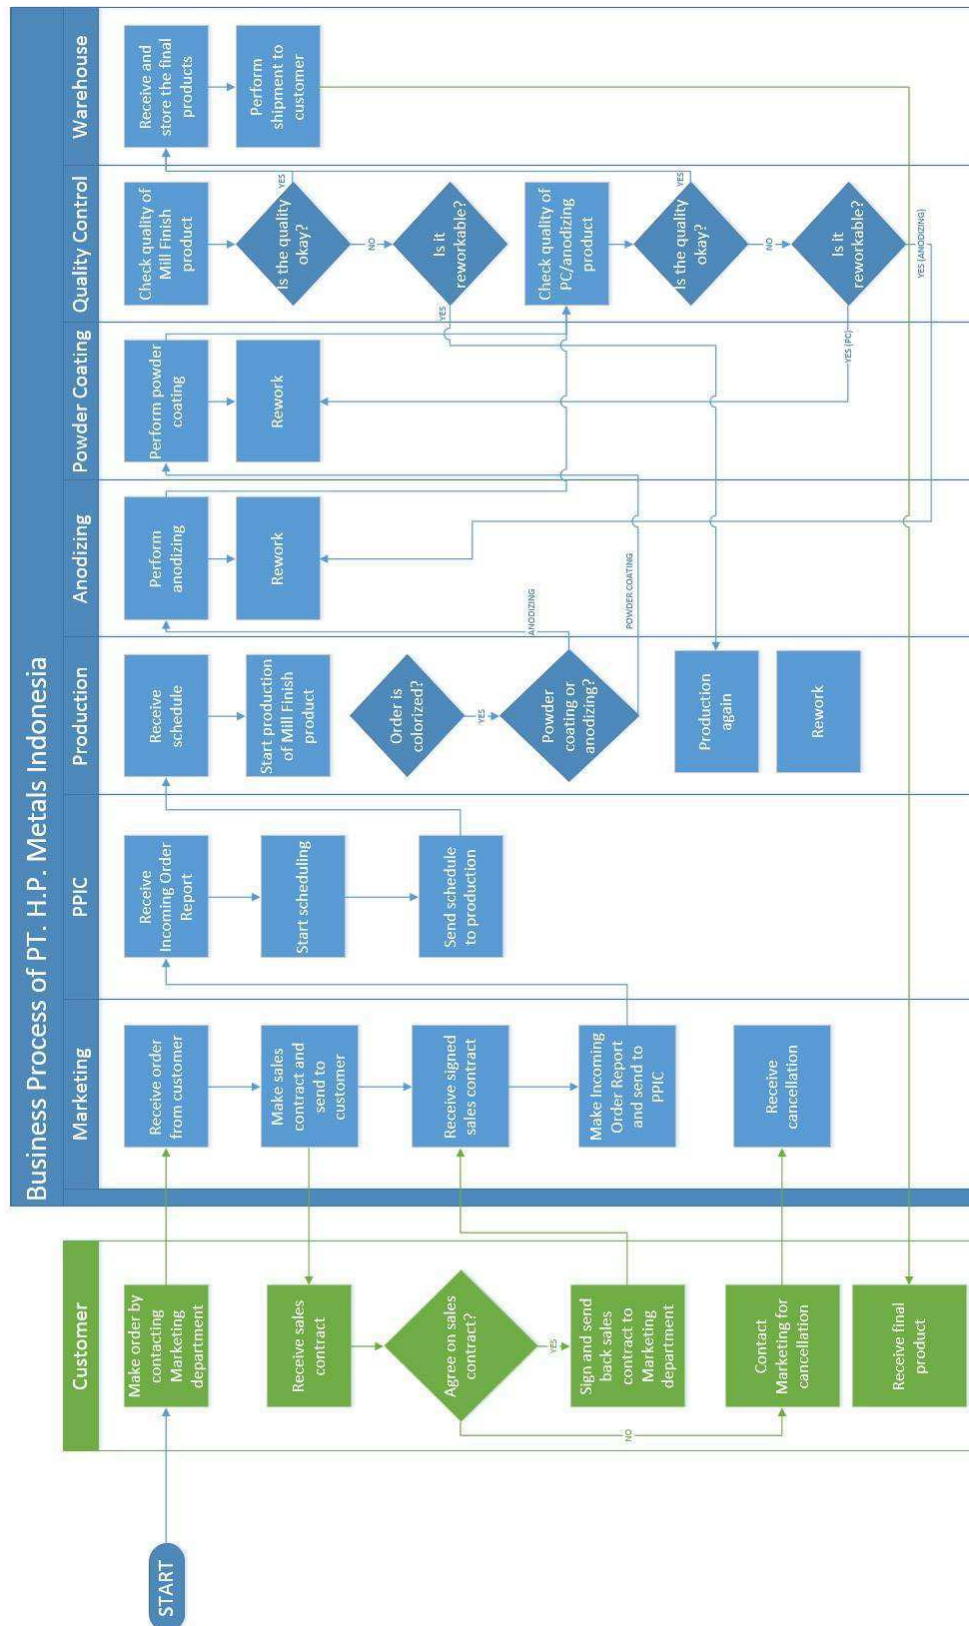 Business Process of PT. H.P. Metals Indonesia
Customer
Marketing
PPIC
Production
Anodizing
Powder Coating
Quality Control
Warehouse
START
Make order by
contacting
Marketing
department
Receive sales
contract
Agree on sales
contract?
YES
NO
Sign and send
back sales
contract to
Marketing
department
Contact
Marketing for
cancellation
Receive final
product
Receive order
from customer
Make sales
contract and
send to
customer
Receive signed
sales contract
Make Incoming
Order Report
and send to
PPIC
Receive
cancellation
Receive
Incoming Order
Report
Start scheduling
Send schedule
to production
Receive
schedule
Start production
of Mill Finish
product
Order is
colorized?
YES
Powder
coating or
anodizing?
ANODIZING
POWDER COATING
Production
again
Rework
Perform
anodizing
Rework
Perform powder
coating
Rework
Check quality of
Mill Finish
product
Is the quality
okay?
YES
NO
Is it
reworkable?
YES
Check quality of
PC/anodizing
product
Is the quality
okay?
YES
NO
Is it
reworkable?
YES (PC)
YES (ANODIZING)
Receive and
store the final
products
Perform
shipment to
customer